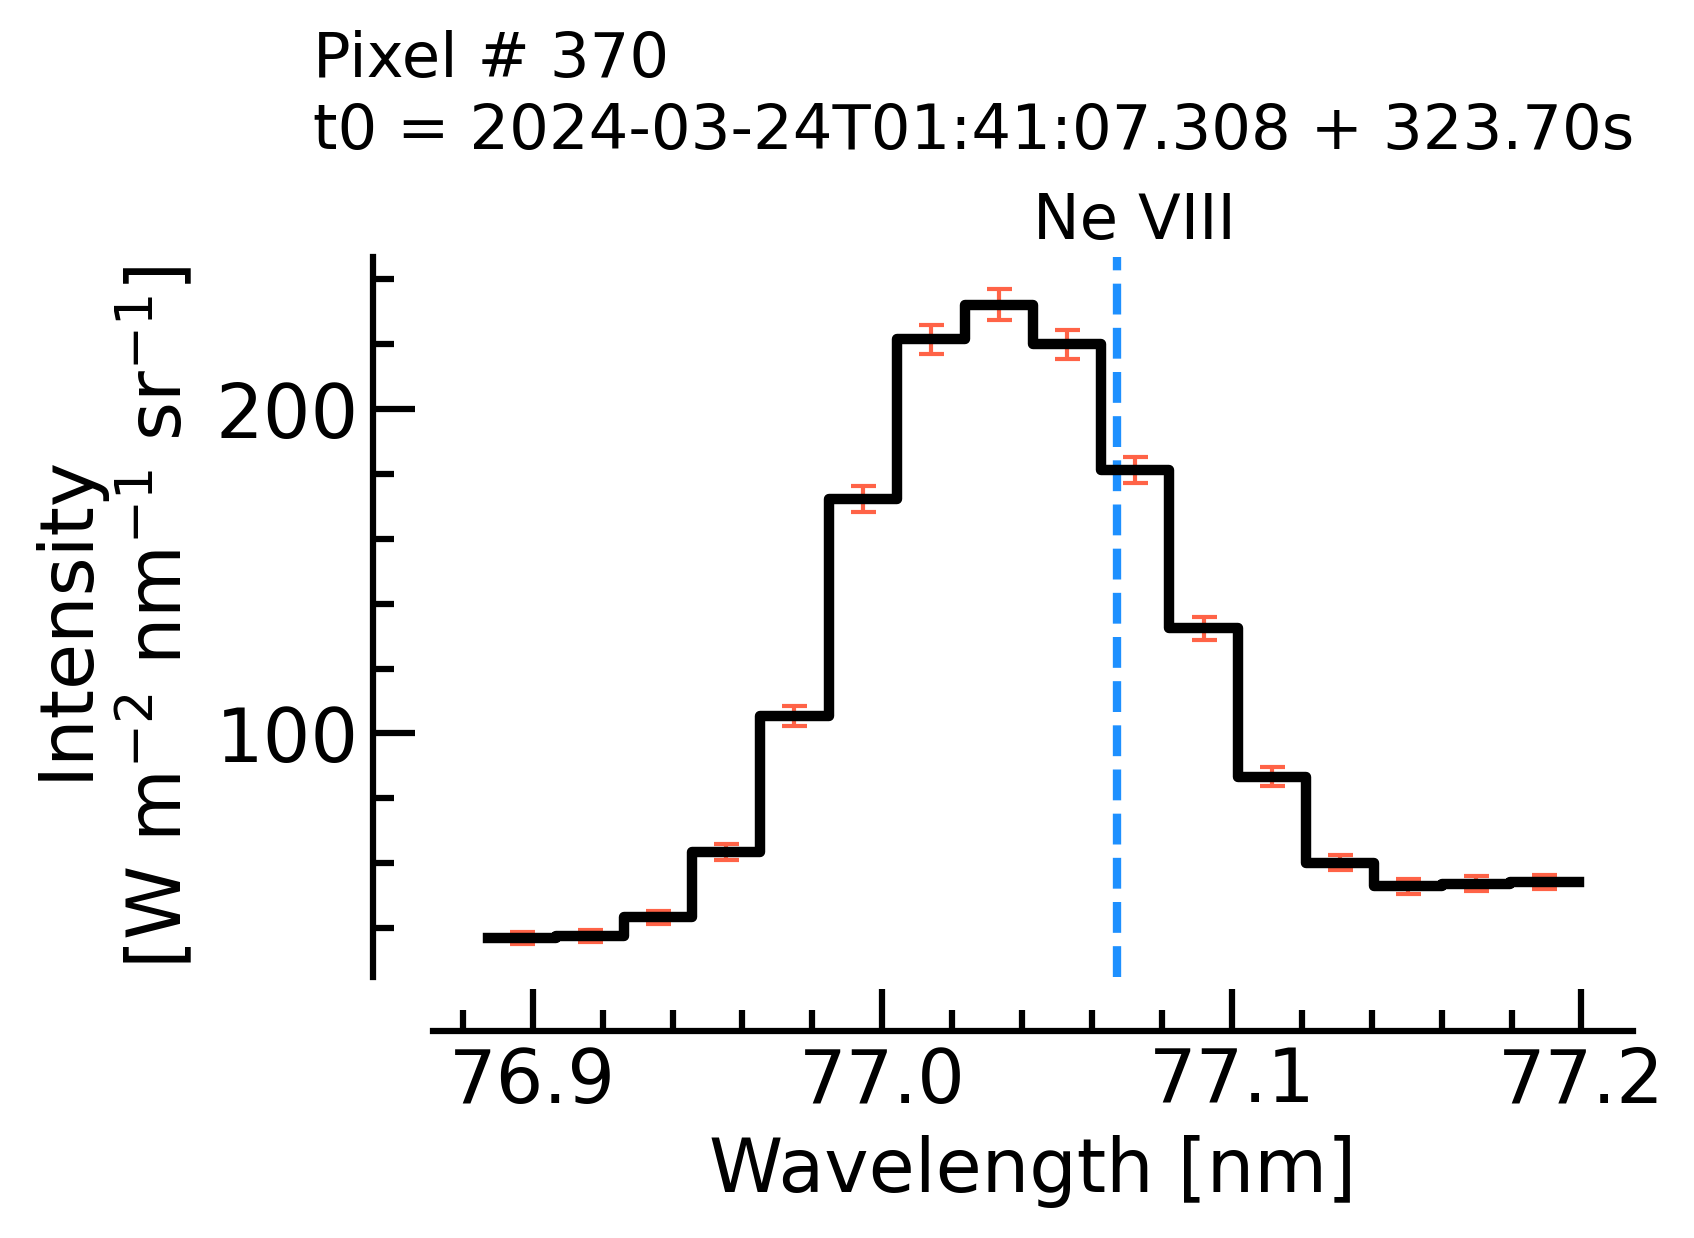 Pixel # 370
t0 = 2024-03-24T01:41:07.308 + 323.70s
Ne VIII
Intensity
[W m⁻² nm⁻¹ sr⁻¹]
200
100
76.9 77.0 77.1 77.2
Wavelength [nm]